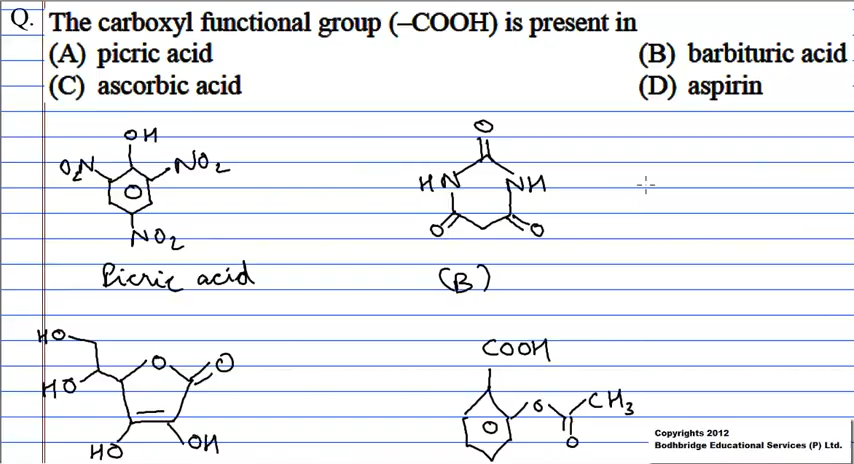 Q. The carboxyl functional group (–COOH) is present in
(A) picric acid (B) barbituric acid
(C) ascorbic acid (D) aspirin
OH
O2N NO2
NO2
Picric acid
O
HN NH
O O
(B)
HO
HO O O
HO OH
COOH
O CH3
O
Copyrights 2012
Bodhbridge Educational Services (P) Ltd.